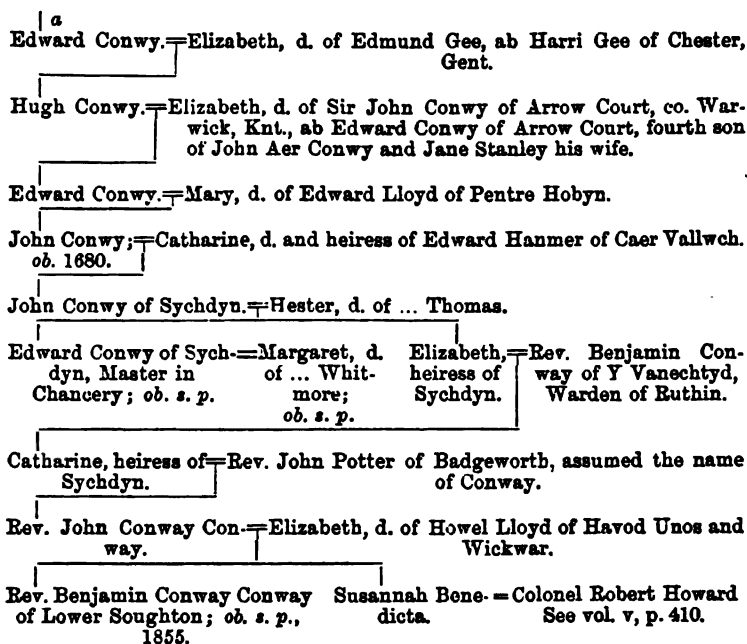 a
Edward Conwy.=Elizabeth, d. of Edmund Gee, ab Harri Gee of Chester,
Gent.
Hugh Conwy.=Elizabeth, d. of Sir John Conwy of Arrow Court, co. War-
wick, Knt., ab Edward Conwy of Arrow Court, fourth son
of John Aer Conwy and Jane Stanley his wife.
Edward Conwy.=Mary, d. of Edward Lloyd of Pentre Hobyn.
John Conwy;=Catharine, d. and heiress of Edward Hanmer of Caer Vallwch.
ob. 1680.
John Conwy of Sychdyn.=Hester, d. of ... Thomas.
Edward Conwy of Sych-=Margaret, d. Elizabeth,=Rev. Benjamin Con-
dyn, Master in of ... Whit- heiress of way of Y Vanechtyd,
Chancery; ob. s. p. more; Sychdyn. Warden of Ruthin.
ob. s. p.
Catharine, heiress of=Rev. John Potter of Badgeworth, assumed the name
Sychdyn. of Conway.
Rev. John Conway Con-=Elizabeth, d. of Howel Lloyd of Havod Unos and
way. Wickwar.
Rev. Benjamin Conway Conway Susannah Bene-=Colonel Robert Howard
of Lower Soughton; ob. s. p., dicta. See vol. v, p. 410.
1855.